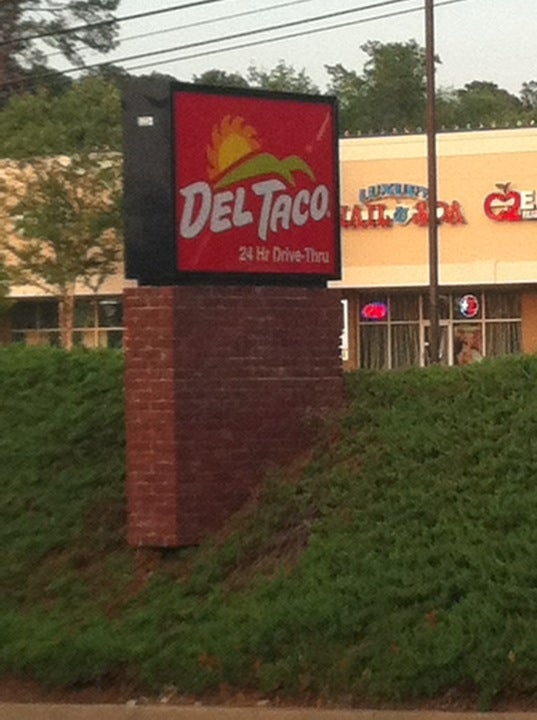 DEL TACO
24 Hr Drive-Thru
LUXURY
NAIL & SPA